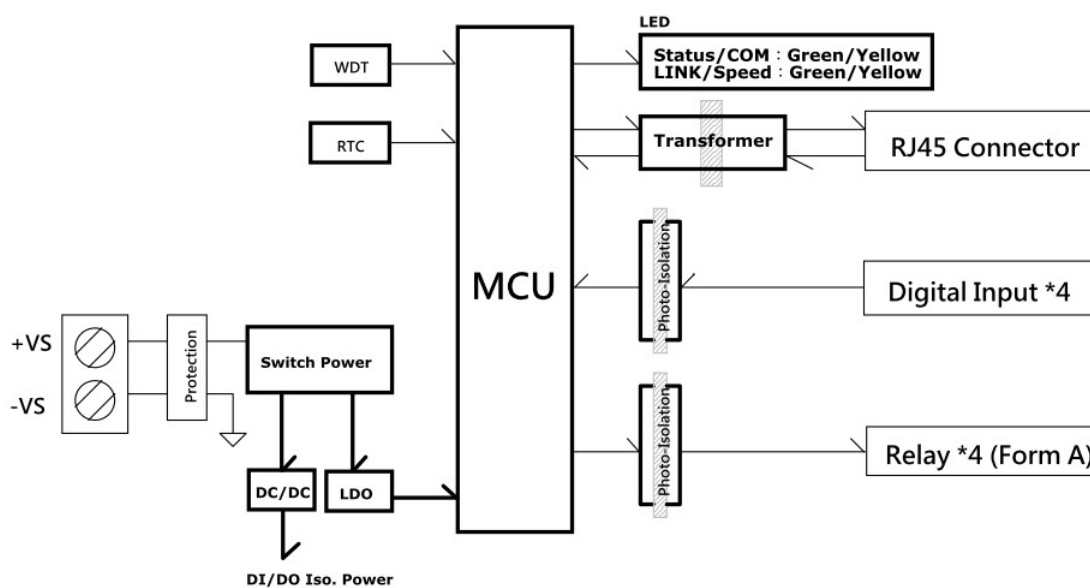 LED
Status/COM：Green/Yellow
LINK/Speed：Green/Yellow
WDT
RTC
Transformer
RJ45 Connector
MCU
Photo-Isolation
Digital Input *4
+VS
-VS
Protection
Switch Power
Photo-Isolation
Relay *4 (Form A)
DC/DC
LDO
DI/DO Iso. Power